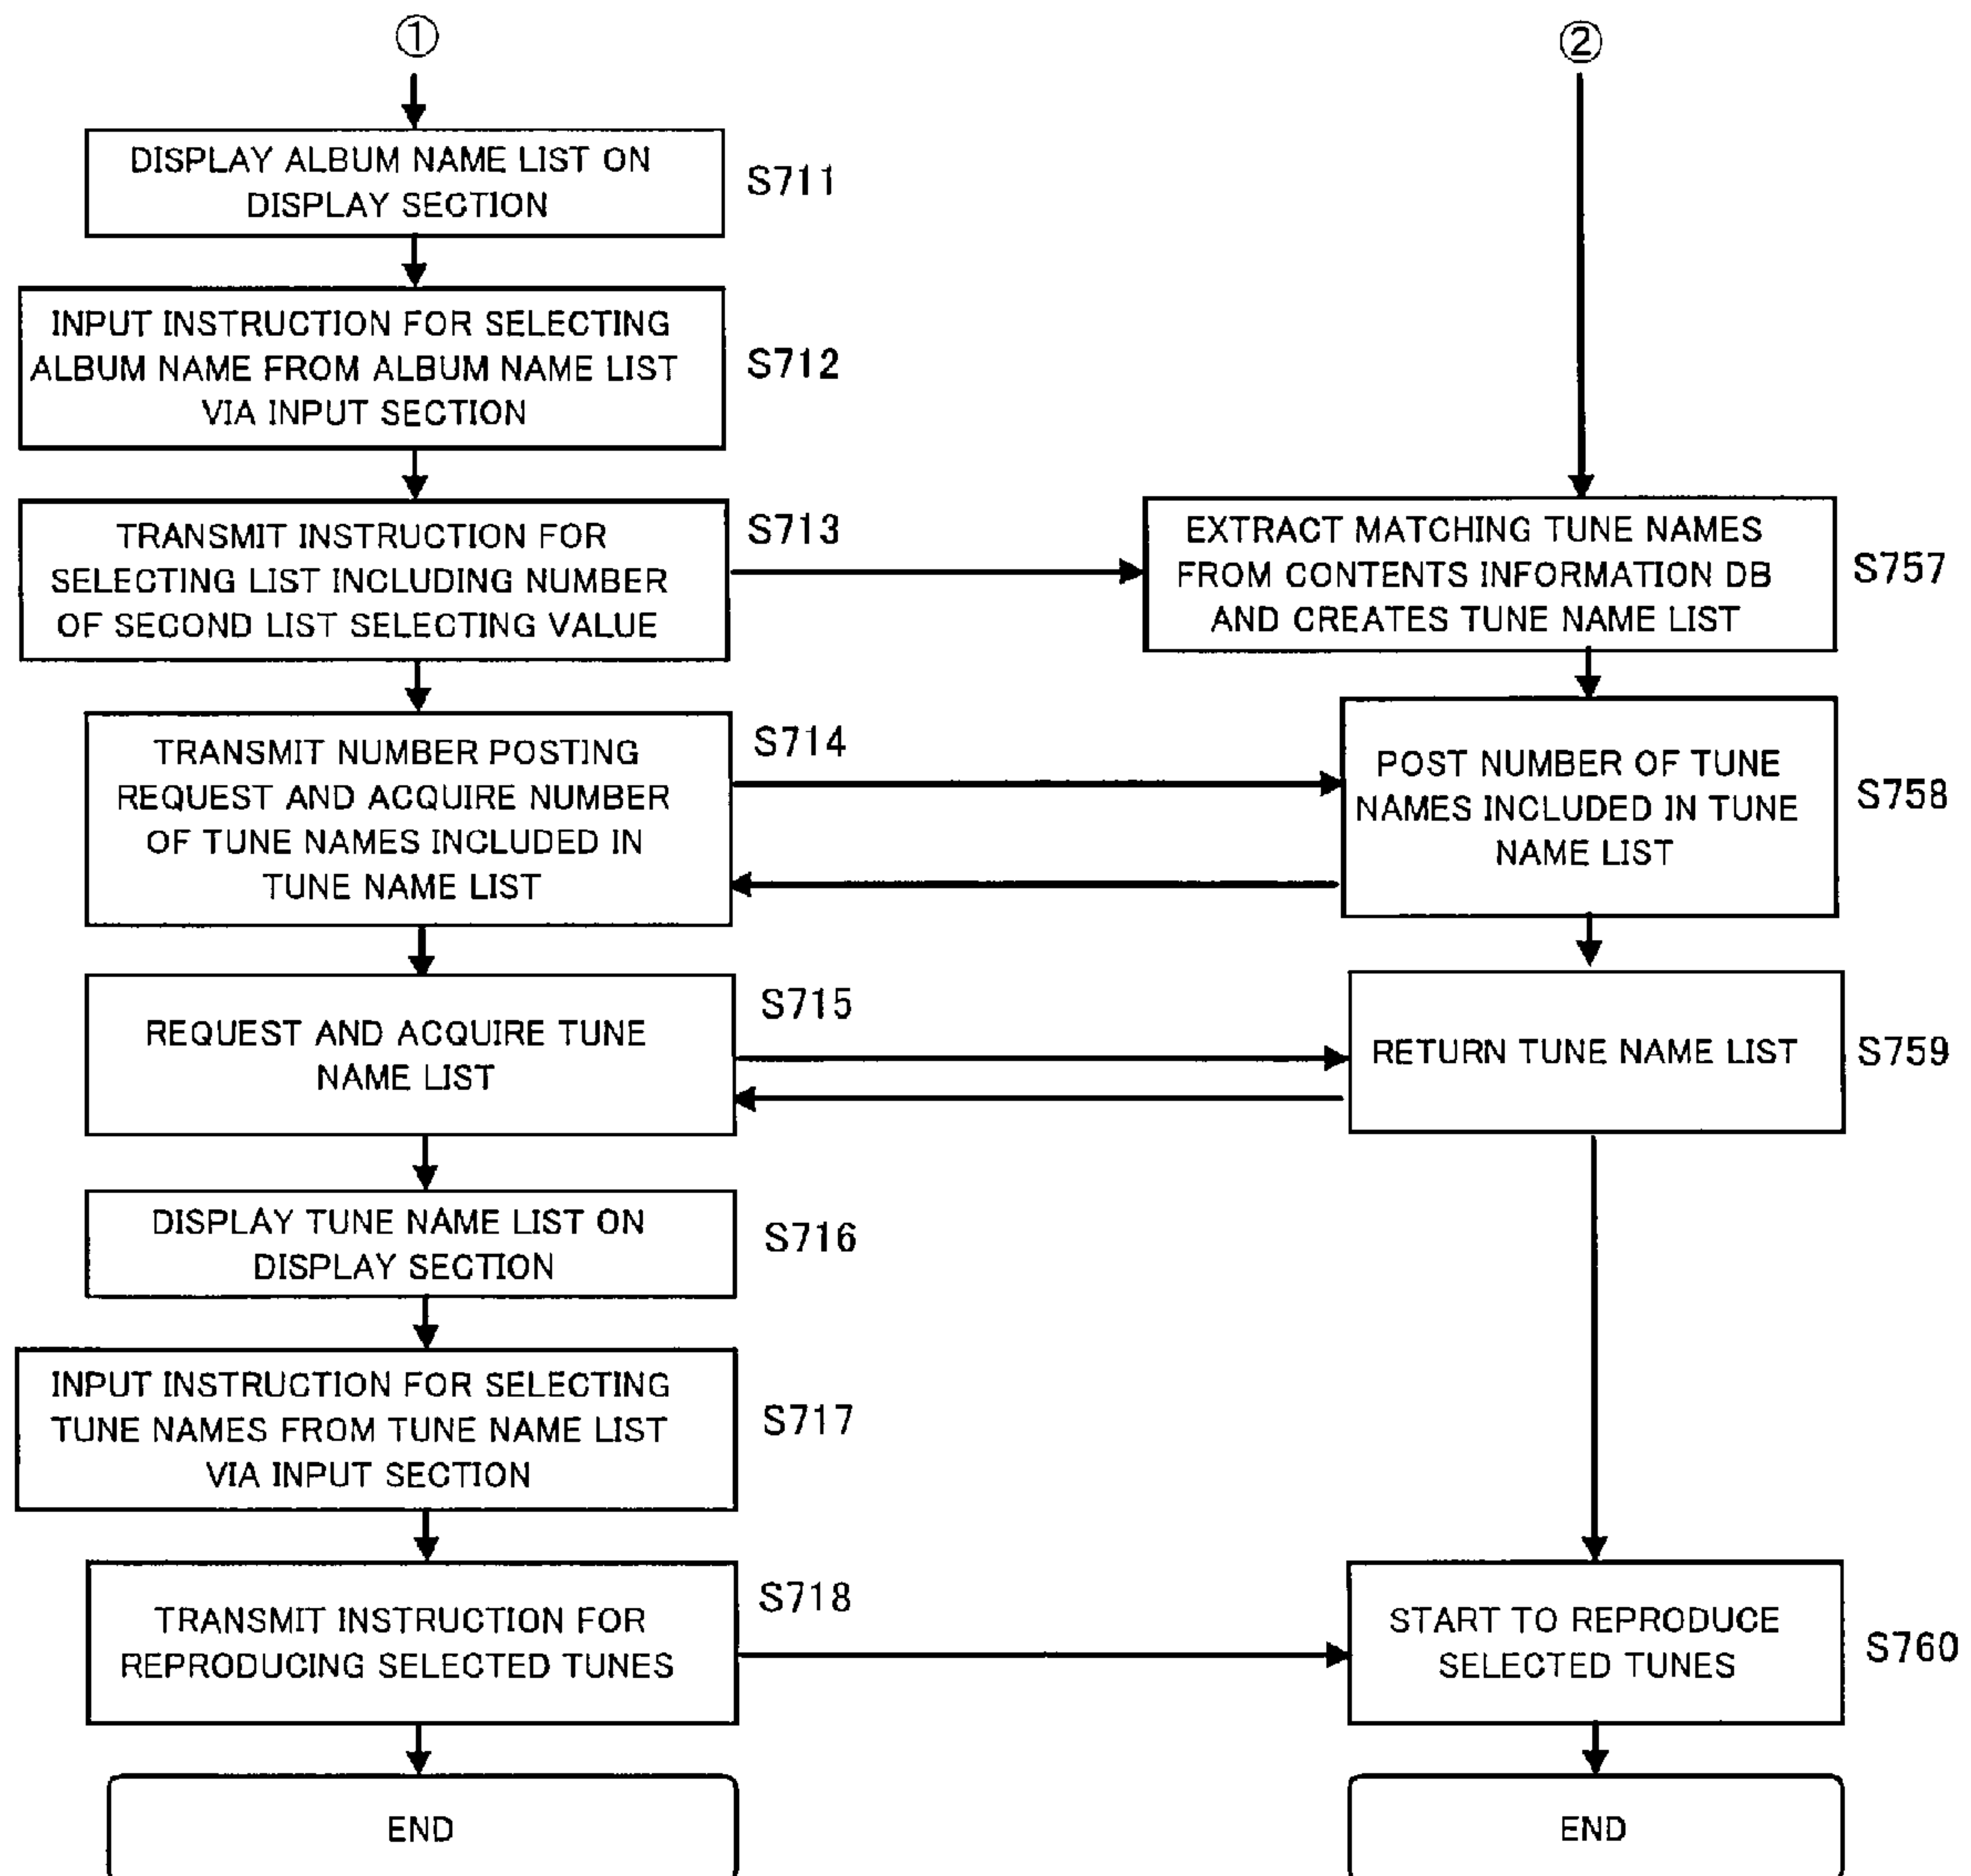 ①
②
DISPLAY ALBUM NAME LIST ON
DISPLAY SECTION
S711
INPUT INSTRUCTION FOR SELECTING
ALBUM NAME FROM ALBUM NAME LIST
VIA INPUT SECTION
S712
TRANSMIT INSTRUCTION FOR
SELECTING LIST INCLUDING NUMBER
OF SECOND LIST SELECTING VALUE
S713
EXTRACT MATCHING TUNE NAMES
FROM CONTENTS INFORMATION DB
AND CREATES TUNE NAME LIST
S757
TRANSMIT NUMBER POSTING
REQUEST AND ACQUIRE NUMBER
OF TUNE NAMES INCLUDED IN
TUNE NAME LIST
S714
POST NUMBER OF TUNE
NAMES INCLUDED IN TUNE
NAME LIST
S758
REQUEST AND ACQUIRE TUNE
NAME LIST
S715
RETURN TUNE NAME LIST
S759
DISPLAY TUNE NAME LIST ON
DISPLAY SECTION
S716
INPUT INSTRUCTION FOR SELECTING
TUNE NAMES FROM TUNE NAME LIST
VIA INPUT SECTION
S717
TRANSMIT INSTRUCTION FOR
REPRODUCING SELECTED TUNES
S718
START TO REPRODUCE
SELECTED TUNES
S760
END
END